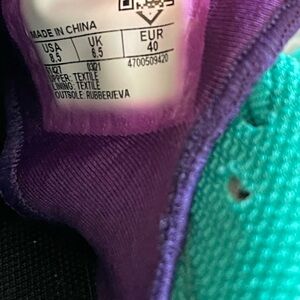 MADE IN CHINA
USA UK EUR
8.5 6.5 40
0321 4700509420
UPPER: TEXTILE
LINING: TEXTILE
OUTSOLE: RUBBER/EVA